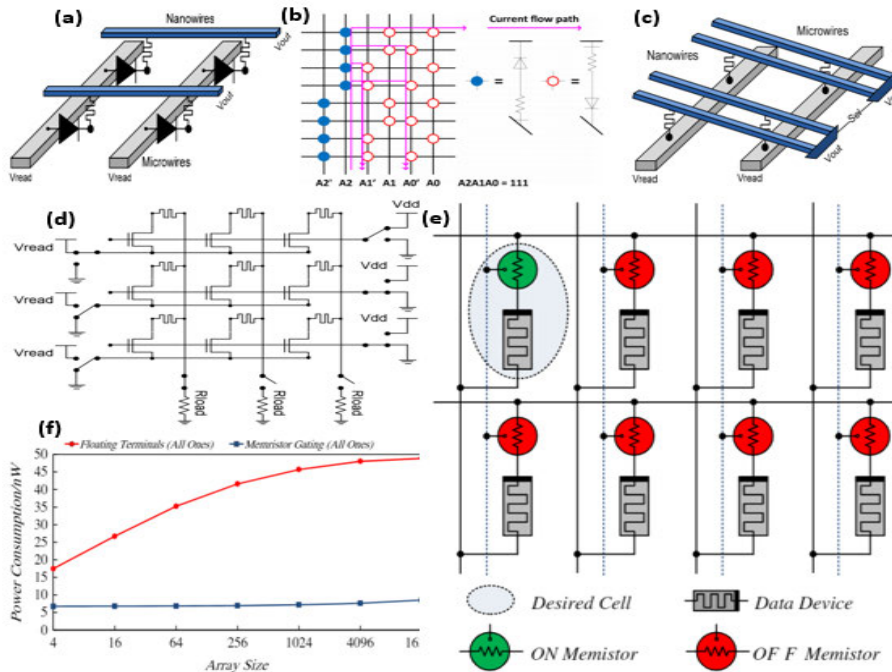 (a)
Nanowires
Vout
Vout
Microwires
Vread
Vread
(b)
Current flow path
=
=
A2' A2 A1' A1 A0' A0 A2A1A0 = 111
(c)
Microwires
Nanowires
Sel
Vout
Vread
Vread
(d)
Vdd
Vread
Vdd
Vread
Vdd
Vread
Rload
Rload
Rload
(e)
Desired Cell
Data Device
ON Memistor
OF F Memistor
(f)
Floating Terminals (All Ones)
Memristor Gating (All Ones)
Power Consumption/nW
50
45
40
35
30
25
20
15
10
5
0
4 16 64 256 1024 4096 16
Array Size